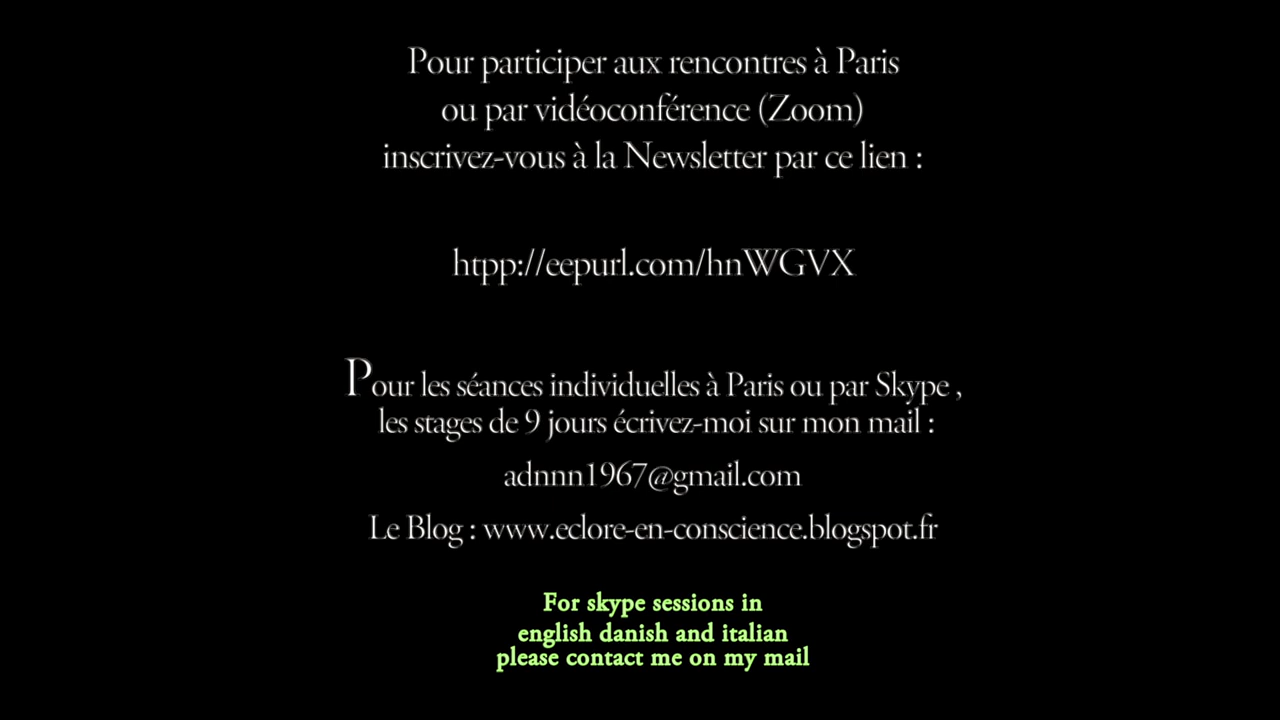 Pour participer aux rencontres à Paris
ou par vidéoconférence (Zoom)
inscrivez-vous à la Newsletter par ce lien :
htpp://eepurl.com/hnWGVX
Pour les séances individuelles à Paris ou par Skype ,
les stages de 9 jours écrivez-moi sur mon mail :
adnnn1967@gmail.com
Le Blog : www.eclore-en-conscience.blogspot.fr
For skype sessions in
english danish and italian
please contact me on my mail